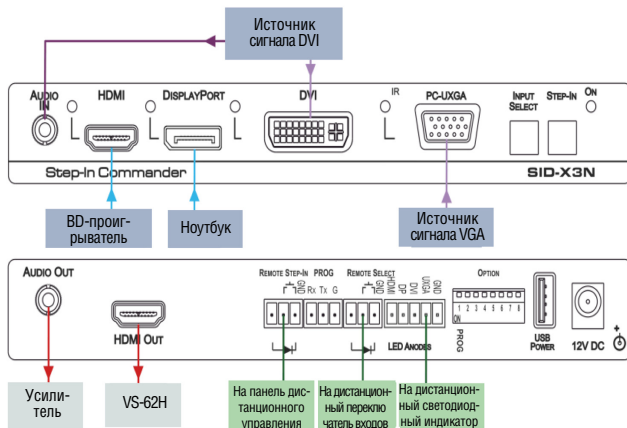 Источник
сигнала DVI
AUDIO IN
HDMI
DISPLAYPORT
DVI
IR
PC-UXGA
INPUT SELECT
STEP-IN
ON
Step-In Commander
SID-X3N
BD-проиг-
рыватель
Ноутбук
Источник
сигнала VGA
AUDIO OUT
HDMI OUT
REMOTE STEP-IN
PROG
REMOTE SELECT
OPTION
GND
Rx Tx G
GND
HDMI
DP
DVI
UXGA
GND
1 2 3 4 5 6 7 8
ON
PROG
LED ANODES
USB POWER
12V DC
+
Усили-
тель
VS-62H
На панель дис-
танционного
управления
На дистанцион-
ный переклю
чатель входов
На дистанцион-
ный светодиод-
ный индикатор